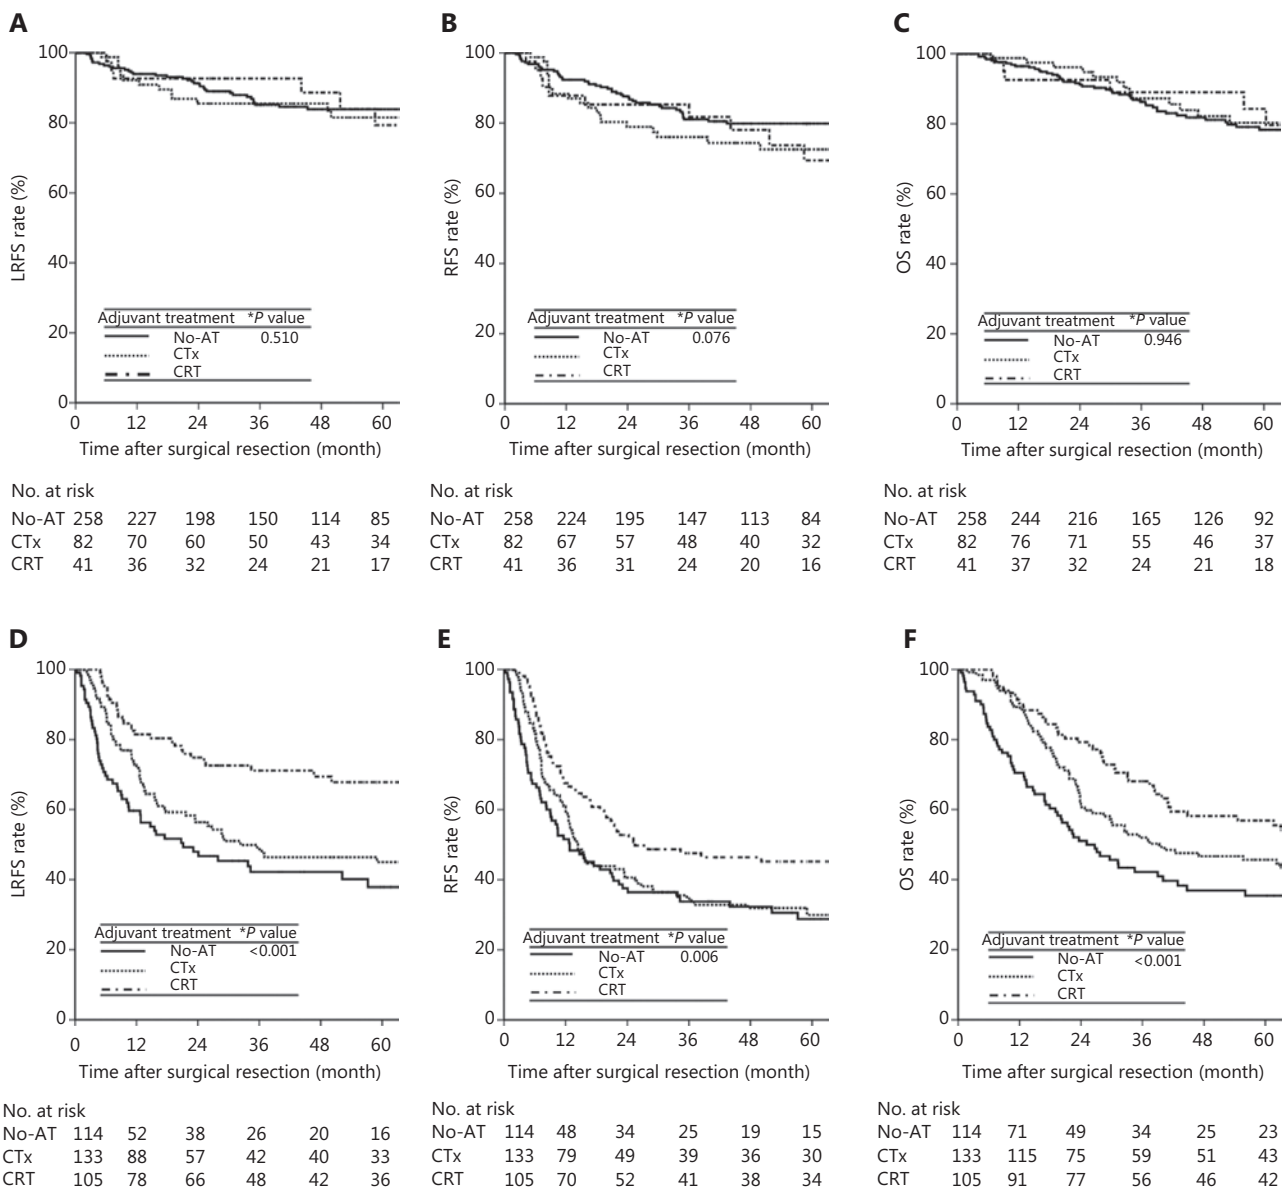 A
100
80
60
40
20
0
LRFS rate (%)
Adjuvant treatment *P value
No-AT 0.510
CTx
CRT
0 12 24 36 48 60
Time after surgical resection (month)
No. at risk
No-AT 258 227 198 150 114 85
CTx 82 70 60 50 43 34
CRT 41 36 32 24 21 17
B
100
80
60
40
20
0
RFS rate (%)
Adjuvant treatment *P value
No-AT 0.076
CTx
CRT
0 12 24 36 48 60
Time after surgical resection (month)
No. at risk
No-AT 258 224 195 147 113 84
CTx 82 67 57 48 40 32
CRT 41 36 31 24 20 16
C
100
80
60
40
20
0
OS rate (%)
Adjuvant treatment *P value
No-AT 0.946
CTx
CRT
0 12 24 36 48 60
Time after surgical resection (month)
No. at risk
No-AT 258 244 216 165 126 92
CTx 82 76 71 55 46 37
CRT 41 37 32 24 21 18
D
100
80
60
40
20
0
LRFS rate (%)
Adjuvant treatment *P value
No-AT <0.001
CTx
CRT
0 12 24 36 48 60
Time after surgical resection (month)
No. at risk
No-AT 114 52 38 26 20 16
CTx 133 88 57 42 40 33
CRT 105 78 66 48 42 36
E
100
80
60
40
20
0
RFS rate (%)
Adjuvant treatment *P value
No-AT 0.006
CTx
CRT
0 12 24 36 48 60
Time after surgical resection (month)
No. at risk
No-AT 114 48 34 25 19 15
CTx 133 79 49 39 36 30
CRT 105 70 52 41 38 34
F
100
80
60
40
20
0
OS rate (%)
Adjuvant treatment *P value
No-AT <0.001
CTx
CRT
0 12 24 36 48 60
Time after surgical resection (month)
No. at risk
No-AT 114 71 49 34 25 23
CTx 133 115 75 59 51 43
CRT 105 91 77 56 46 42